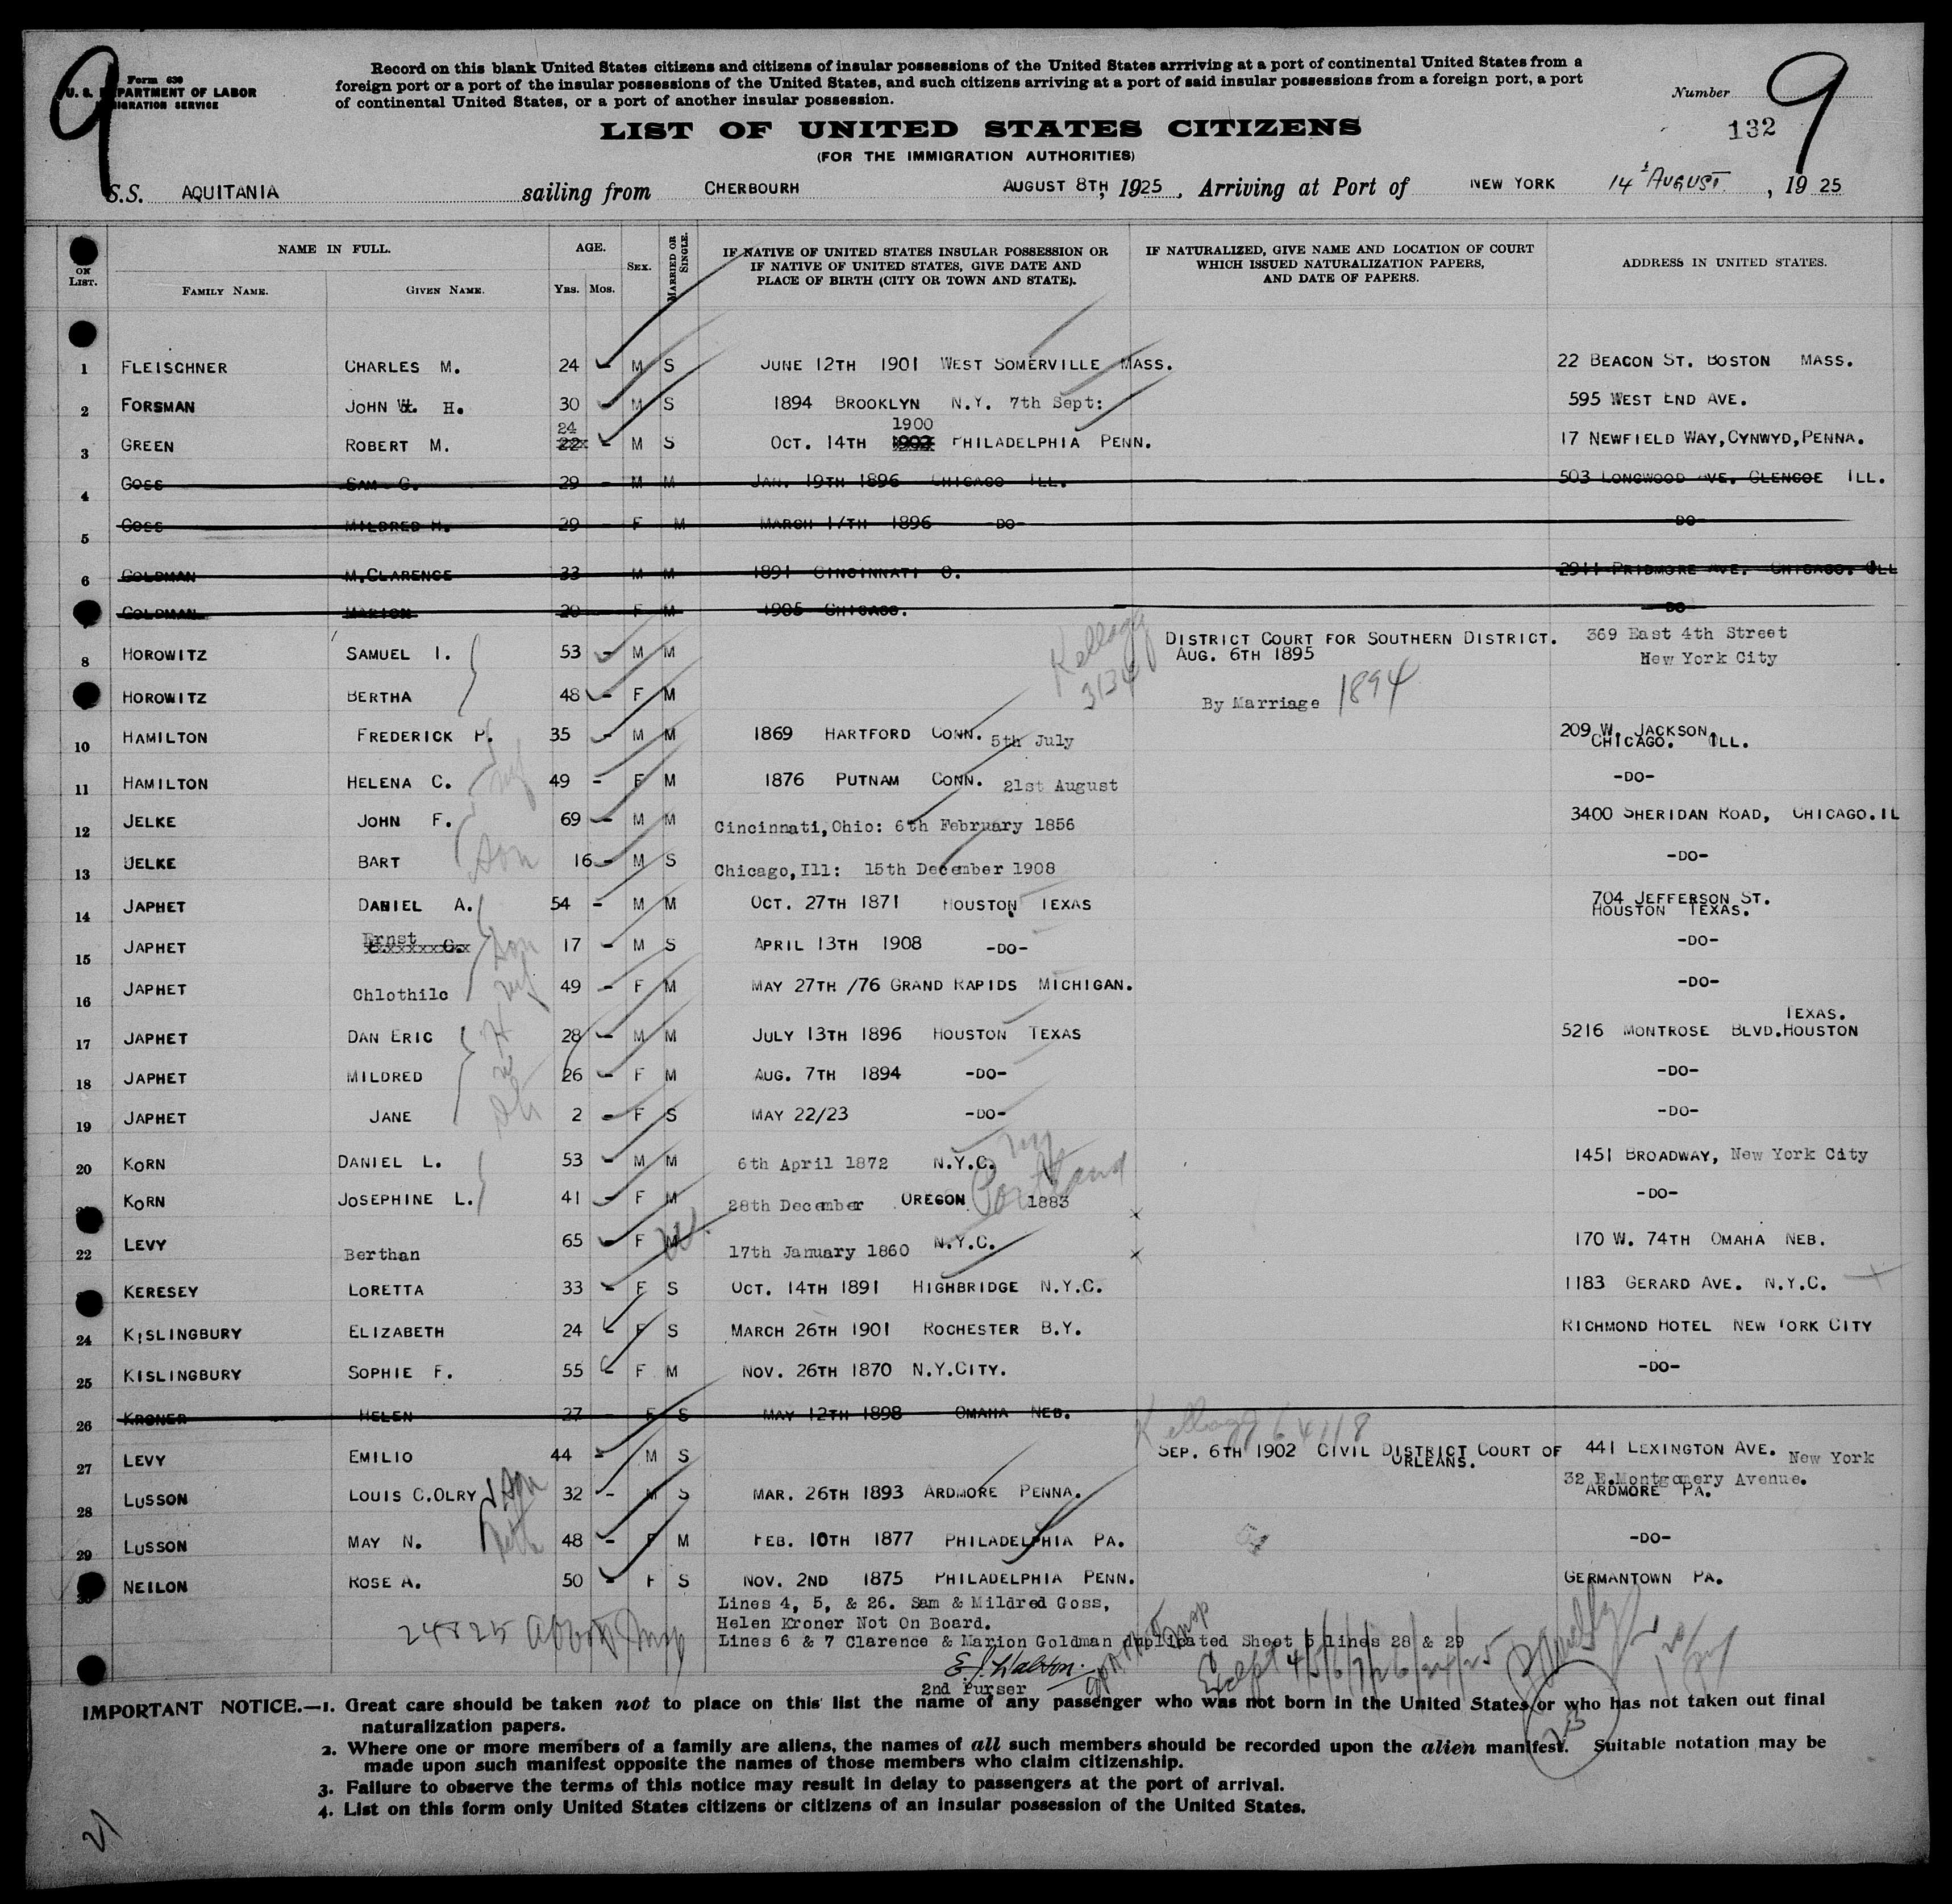 9
Form 630
U. S. DEPARTMENT OF LABOR
IMMIGRATION SERVICE
Record on this blank United States citizens and citizens of insular possessions of the United States arrriving at a port of continental United States from a
foreign port or a port of the insular possessions of the United States, and such citizens arriving at a port of said insular possessions from a foreign port, a port
of continental United States, or a port of another insular possession.
Number 9
132
LIST OF UNITED STATES CITIZENS
(FOR THE IMMIGRATION AUTHORITIES)
S.S. AQUITANIA sailing from CHERBOURH AUGUST 8TH, 1925, Arriving at Port of NEW YORK 14 AUGUST, 1925
ON LIST.
NAME IN FULL.
FAMILY NAME. GIVEN NAME.
AGE.
YRS. MOS.
SEX.
MARRIED OR SINGLE.
IF NATIVE OF UNITED STATES INSULAR POSSESSION OR
IF NATIVE OF UNITED STATES, GIVE DATE AND
PLACE OF BIRTH (CITY OR TOWN AND STATE).
IF NATURALIZED, GIVE NAME AND LOCATION OF COURT
WHICH ISSUED NATURALIZATION PAPERS,
AND DATE OF PAPERS.
ADDRESS IN UNITED STATES.
1 FLEISCHNER CHARLES M. 24 - M S JUNE 12TH 1901 WEST SOMERVILLE MASS. 22 BEACON ST. BOSTON MASS.
2 FORSMAN JOHN W. H. 30 - M S 1894 BROOKLYN N.Y. 7th Sept: 595 WEST END AVE.
24 1900
3 GREEN ROBERT M. 22 - M S OCT. 14TH 1902 PHILADELPHIA PENN. 17 NEWFIELD WAY, CYNWYD, PENNA.
4 GOSS SAM G. 29 - M M JAN. 19TH 1896 CHICAGO ILL. 503 LONGWOOD AVE. GLENCOE ILL.
5 GOSS MILDRED H. 29 - F M MARCH 17TH 1896 -DO- -DO-
6 GOLDMAN M. CLARENCE 33 - M M 1891 CINCINNATI O. 2911 PRIDMORE AVE. CHICAGO. ILL
GOLDMAN MARION 20 - F M 1905 CHICAGO. -DO-
Kellogg
3134
8 HOROWITZ SAMUEL I. 53 - M M DISTRICT COURT FOR SOUTHERN DISTRICT. AUG. 6TH 1895 369 East 4th Street
New York City
HOROWITZ BERTHA 48 - F M By Marriage 1894
10 HAMILTON FREDERICK P. 35 - M M 1869 HARTFORD CONN. 5th July 209 W. JACKSON.
CHICAGO. ILL.
11 HAMILTON HELENA C. wf 49 - F M 1876 PUTNAM CONN. 21st August -DO-
12 JELKE JOHN F. 69 - M M Cincinnati, Ohio: 6th February 1856 3400 SHERIDAN ROAD, CHICAGO. IL
13 JELKE BART son 16 - M S Chicago, Ill: 15th December 1908 -DO-
14 JAPHET DANIEL A. 54 - M M OCT. 27TH 1871 HOUSTON TEXAS 704 JEFFERSON ST.
HOUSTON TEXAS.
15 JAPHET Ernst G. son 17 - M S APRIL 13TH 1908 -DO- -DO-
16 JAPHET Chlothilc wf 49 - F M MAY 27TH /76 GRAND RAPIDS MICHIGAN. -DO-
TEXAS.
17 JAPHET DAN ERIC H 28 - M M JULY 13TH 1896 HOUSTON TEXAS 5216 MONTROSE BLVD. HOUSTON
18 JAPHET MILDRED w 26 - F M AUG. 7TH 1894 -DO- -DO-
19 JAPHET JANE 2 - F S MAY 22/23 -DO- -DO-
20 KORN DANIEL L. 53 - M M 6th April 1872 N.Y.C. 1451 BROADWAY, New York City
KORN JOSEPHINE L. 41 - F M 28th December OREGON Portland 1883 -DO-
22 LEVY Berthan 65 - F M W. 17th January 1860 N.Y.C. 170 W. 74TH OMAHA NEB.
KERESEY LORETTA 33 - F S OCT. 14TH 1891 HIGHBRIDGE N.Y.C. 1183 GERARD AVE. N.Y.C.
24 KISLINGBURY ELIZABETH 24 - F S MARCH 26TH 1901 ROCHESTER B.Y. RICHMOND HOTEL NEW YORK CITY
25 KISLINGBURY SOPHIE F. 55 - F M NOV. 26TH 1870 N.Y.CITY. -DO-
26 KRONER HELEN 27 - F S MAY 12TH 1898 OMAHA NEB.
Kellogg 64118
27 LEVY EMILIO 44 - M S SEP. 6TH 1902 CIVIL DISTRICT COURT OF
ORLEANS. 441 LEXINGTON AVE. New York
28 LUSSON LOUIS C.OLRY son 32 - M S MAR. 26TH 1893 ARDMORE PENNA. 32 E.Montgomery Avenue.
ARDMORE PA.
29 LUSSON MAY N. 48 - F M FEB. 10TH 1877 PHILADELPHIA PA. -DO-
30 NEILON ROSE A. 50 - F S NOV. 2ND 1875 PHILADELPHIA PENN. GERMANTOWN PA.
Lines 4, 5, & 26. Sam & Mildred Goss,
Helen Kroner Not On Board.
Lines 6 & 7 Clarence & Marion Goldman duplicated Sheet 5 lines 28 & 29
24 & 25
Except 4/5/6/7/26/24/25
2nd Purser
IMPORTANT NOTICE.—1. Great care should be taken not to place on this list the name of any passenger who was not born in the United States or who has not taken out final
naturalization papers.
2. Where one or more members of a family are aliens, the names of all such members should be recorded upon the alien manifest. Suitable notation may be
made upon such manifest opposite the names of those members who claim citizenship.
3. Failure to observe the terms of this notice may result in delay to passengers at the port of arrival.
4. List on this form only United States citizens or citizens of an insular possession of the United States.
23
21